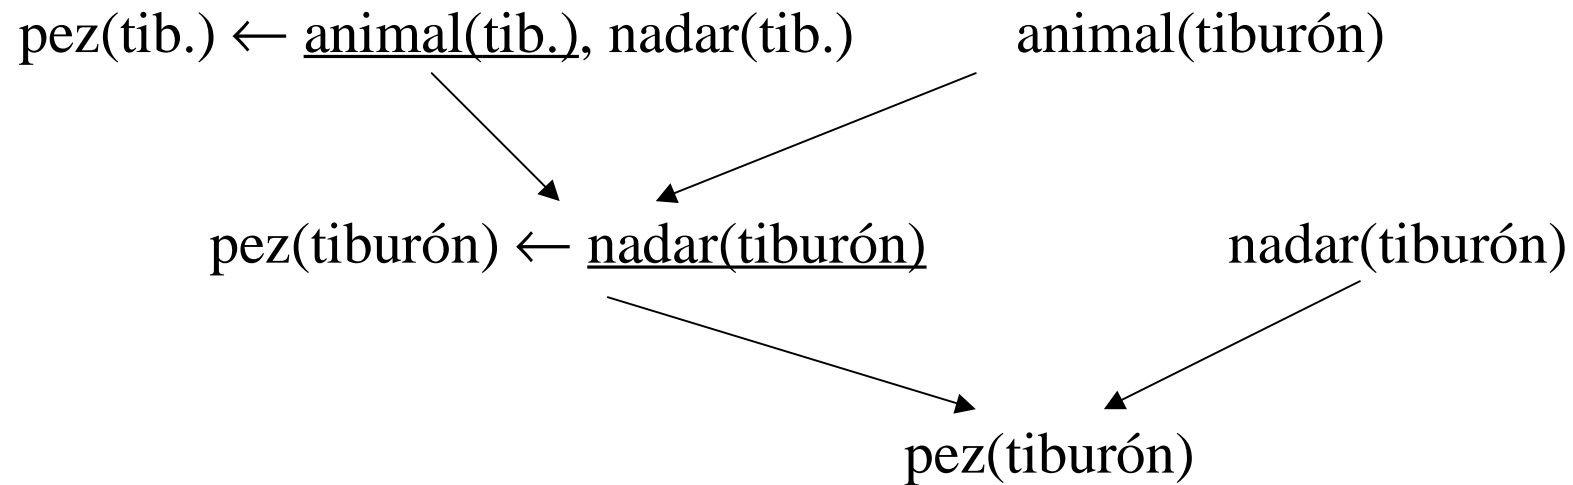 pez(tib.) ← animal(tib.), nadar(tib.) animal(tiburón)
pez(tiburón) ← nadar(tiburón) nadar(tiburón)
pez(tiburón)